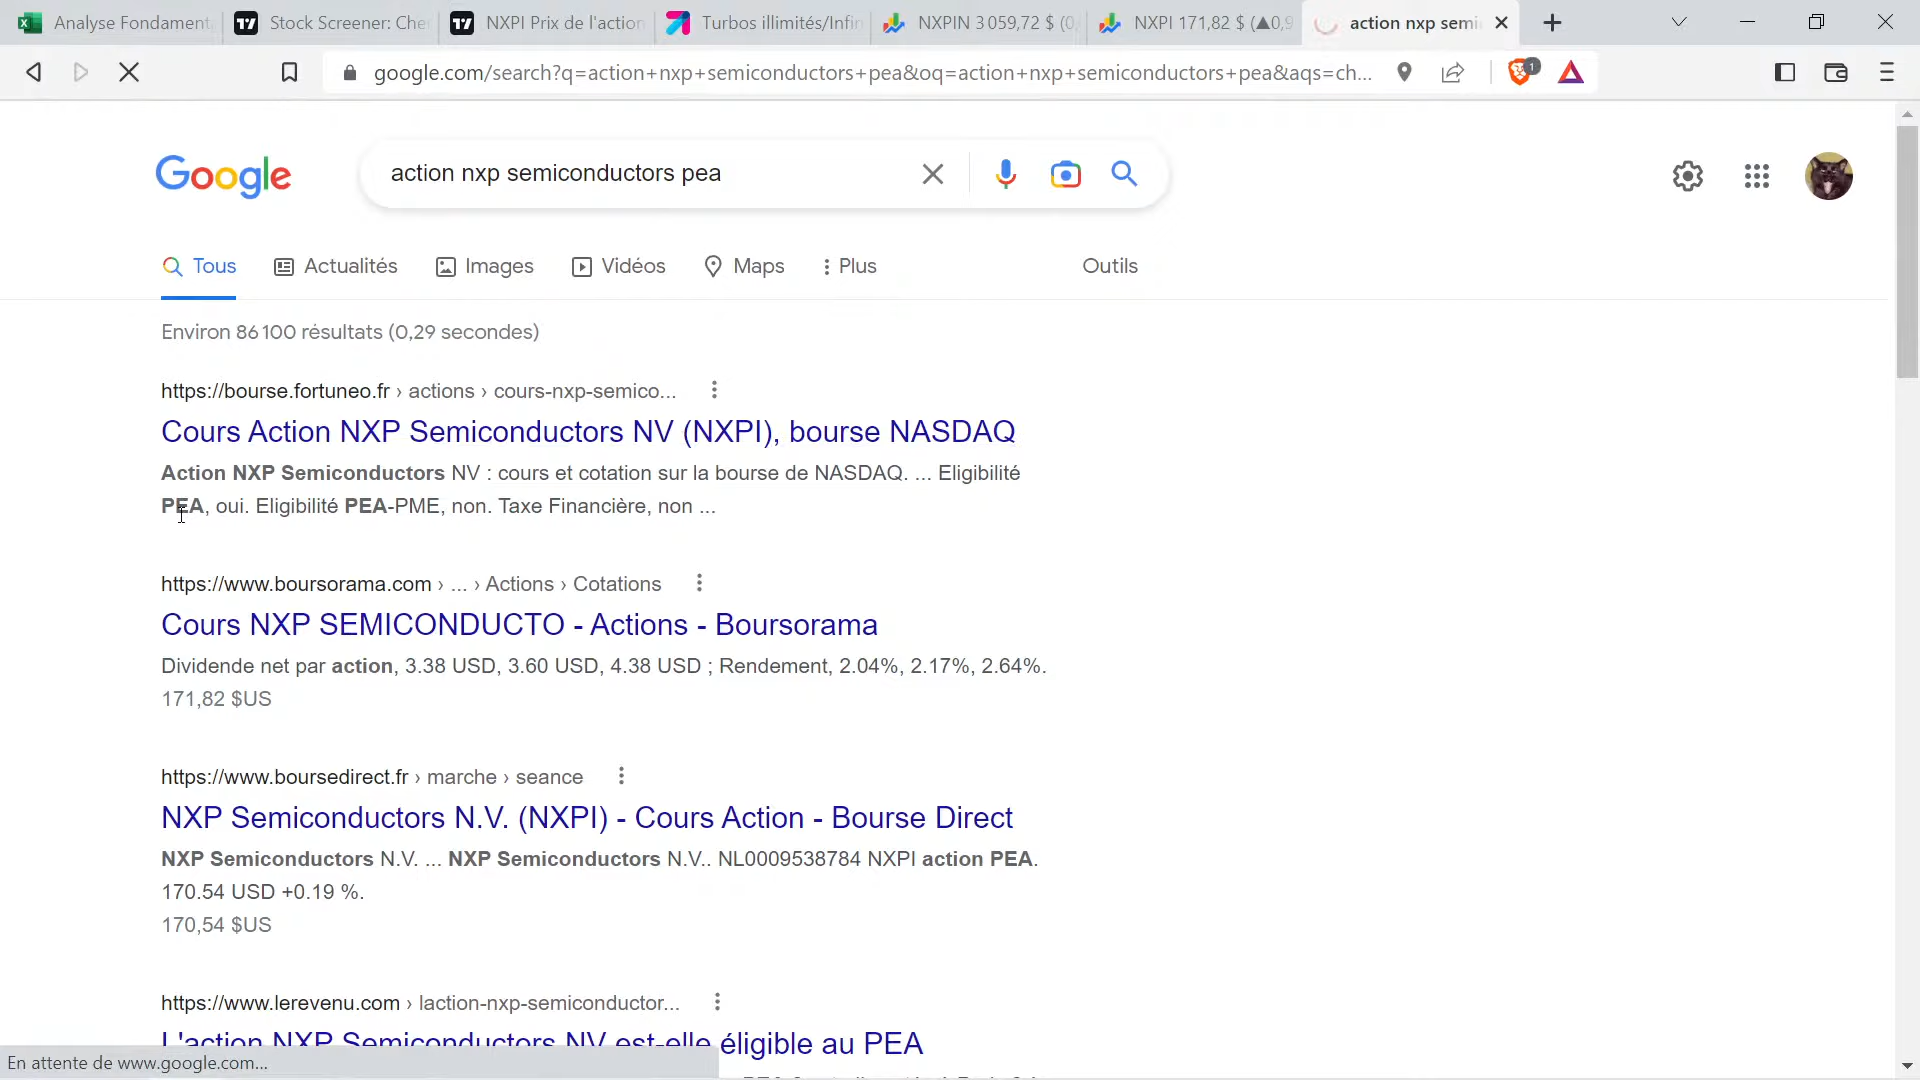 Analyse Fondament
Stock Screener: Che
NXPI Prix de l'action
Turbos illimités/Infin
NXPIN 3 059,72 $ (0,
NXPI 171,82 $ (▲0,9
action nxp semi
google.com/search?q=action+nxp+semiconductors+pea&oq=action+nxp+semiconductors+pea&aqs=ch...
1
Google
action nxp semiconductors pea
Tous
Actualités
Images
Vidéos
Maps
Plus
Outils
Environ 86 100 résultats (0,29 secondes)
https://bourse.fortuneo.fr › actions › cours-nxp-semico...
Cours Action NXP Semiconductors NV (NXPI), bourse NASDAQ
Action NXP Semiconductors NV : cours et cotation sur la bourse de NASDAQ. ... Eligibilité
PEA, oui. Eligibilité PEA-PME, non. Taxe Financière, non ...
https://www.boursorama.com › ... › Actions › Cotations
Cours NXP SEMICONDUCTO - Actions - Boursorama
Dividende net par action, 3.38 USD, 3.60 USD, 4.38 USD ; Rendement, 2.04%, 2.17%, 2.64%.
171,82 $US
https://www.boursedirect.fr › marche › seance
NXP Semiconductors N.V. (NXPI) - Cours Action - Bourse Direct
NXP Semiconductors N.V. ... NXP Semiconductors N.V.. NL0009538784 NXPI action PEA.
170.54 USD +0.19 %.
170,54 $US
https://www.lerevenu.com › laction-nxp-semiconductor...
L'action NXP Semiconductors NV est-elle éligible au PEA
En attente de www.google.com...